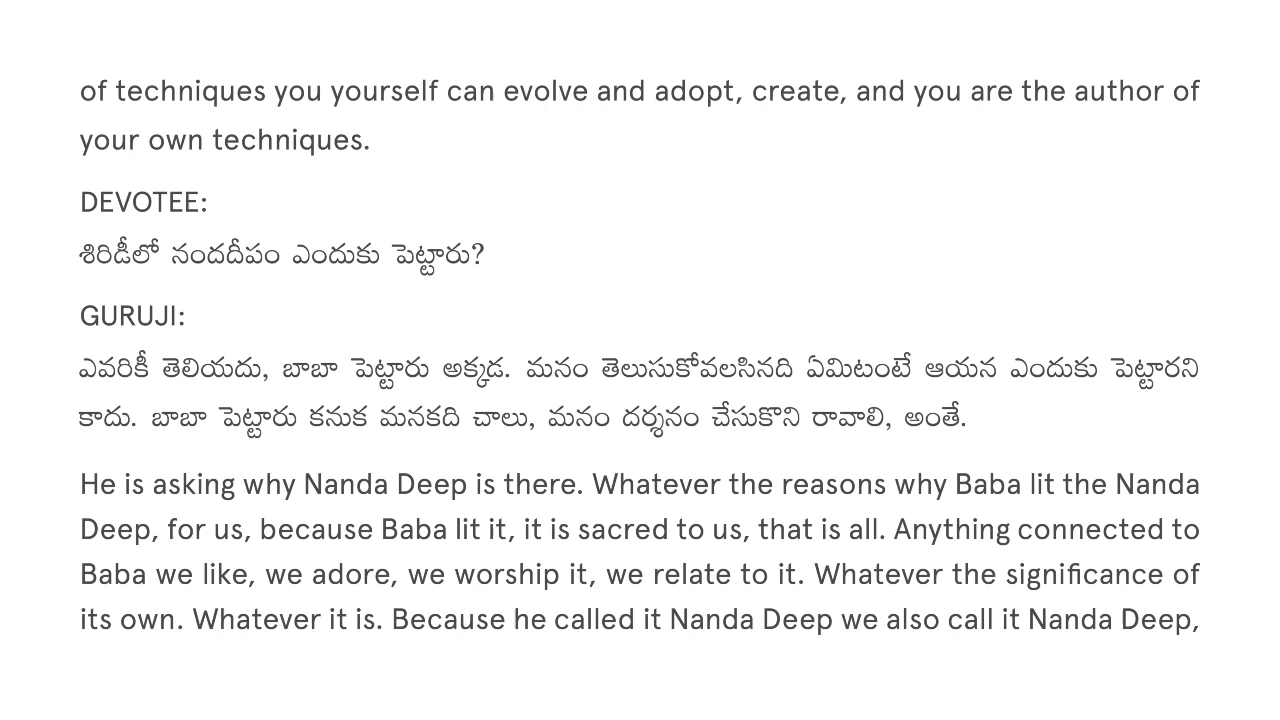 of techniques you yourself can evolve and adopt, create, and you are the author of
your own techniques.
DEVOTEE:
శిరిడీలో నందదీపం ఎందుకు పెట్టారు?
GURUJI:
ఎవరికీ తెలియదు, బాబా పెట్టారు అక్కడ. మనం తెలుసుకోవలసినది ఏమిటంటే ఆయన ఎందుకు పెట్టారని
కాదు. బాబా పెట్టారు కనుక మనకది చాలు, మనం దర్శనం చేసుకొని రావాలి, అంతే.
He is asking why Nanda Deep is there. Whatever the reasons why Baba lit the Nanda
Deep, for us, because Baba lit it, it is sacred to us, that is all. Anything connected to
Baba we like, we adore, we worship it, we relate to it. Whatever the significance of
its own. Whatever it is. Because he called it Nanda Deep we also call it Nanda Deep,